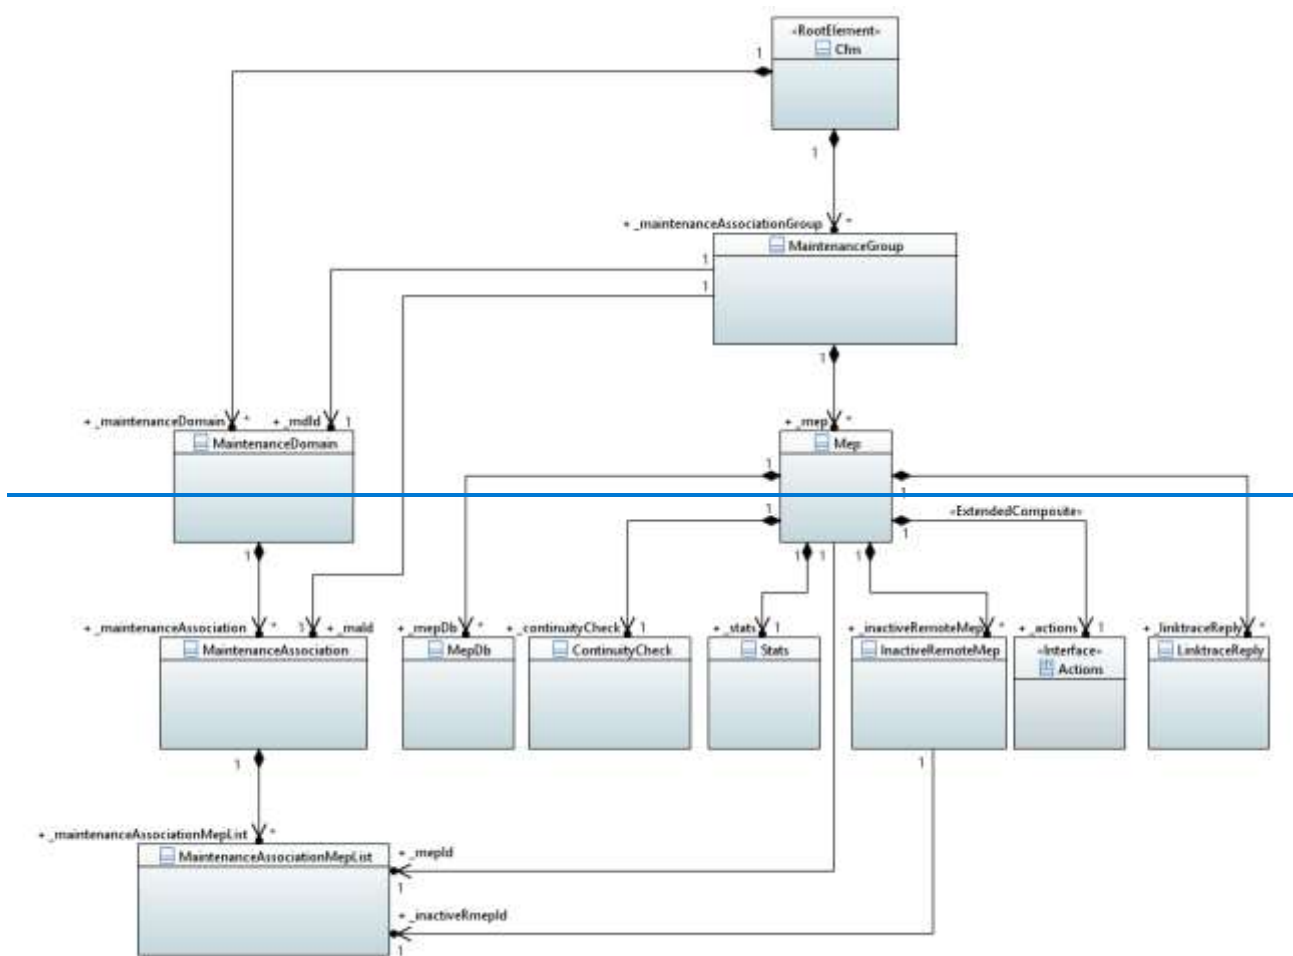 «RootElement»
Cfm
1
1
+ _maintenanceAssociationGroup *
MaintenanceGroup
1
1
1
+ _maintenanceDomain * + _mdId 1
MaintenanceDomain
+ _mep *
Mep
1
1
1
«ExtendedComposite»
1
1 1 1
1
+ _maintenanceAssociation * 1 + _maId
MaintenanceAssociation
+ _mepDb *
MepDb
+ _continuityCheck 1
ContinuityCheck
+ _stats 1
Stats
+ _inactiveRemoteMep *
InactiveRemoteMep
+ _actions 1
«Interface»
Actions
+ _linktraceReply *
LinktraceReply
1
1
+ _maintenanceAssociationMepList *
MaintenanceAssociationMepList
+ _mepId
1
+ _inactiveRmepId
1